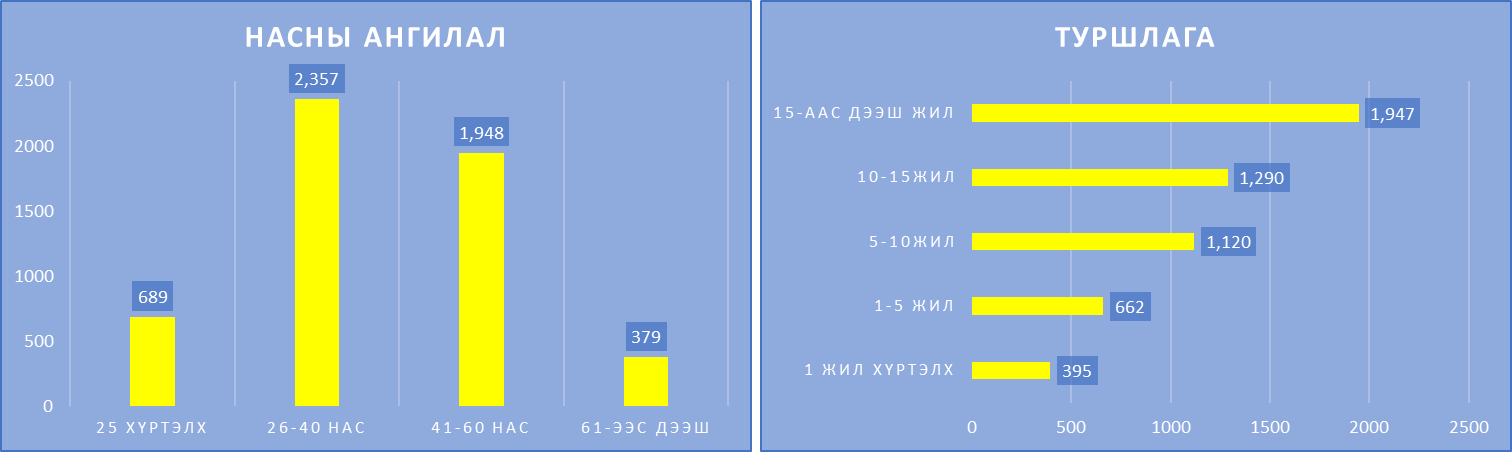 НАСНЫ АНГИЛАЛ
2500
2000
1500
1000
500
0
689
2,357
1,948
379
25 ХҮРТЭЛХ
26-40 НАС
41-60 НАС
61-ЭЭС ДЭЭШ
ТУРШЛАГА
15-ААС ДЭЭШ ЖИЛ
1,947
10-15ЖИЛ
1,290
5-10ЖИЛ
1,120
1-5 ЖИЛ
662
1 ЖИЛ ХҮРТЭЛХ
395
0
500
1000
1500
2000
2500